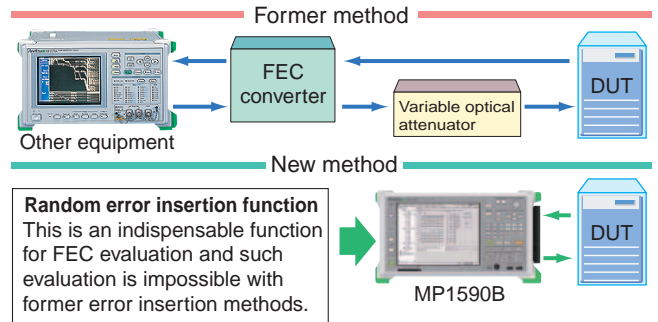 Former method
FEC
converter
DUT
Variable optical
attenuator
Other equipment
New method
Random error insertion function
This is an indispensable function
for FEC evaluation and such
evaluation is impossible with
former error insertion methods.
DUT
MP1590B